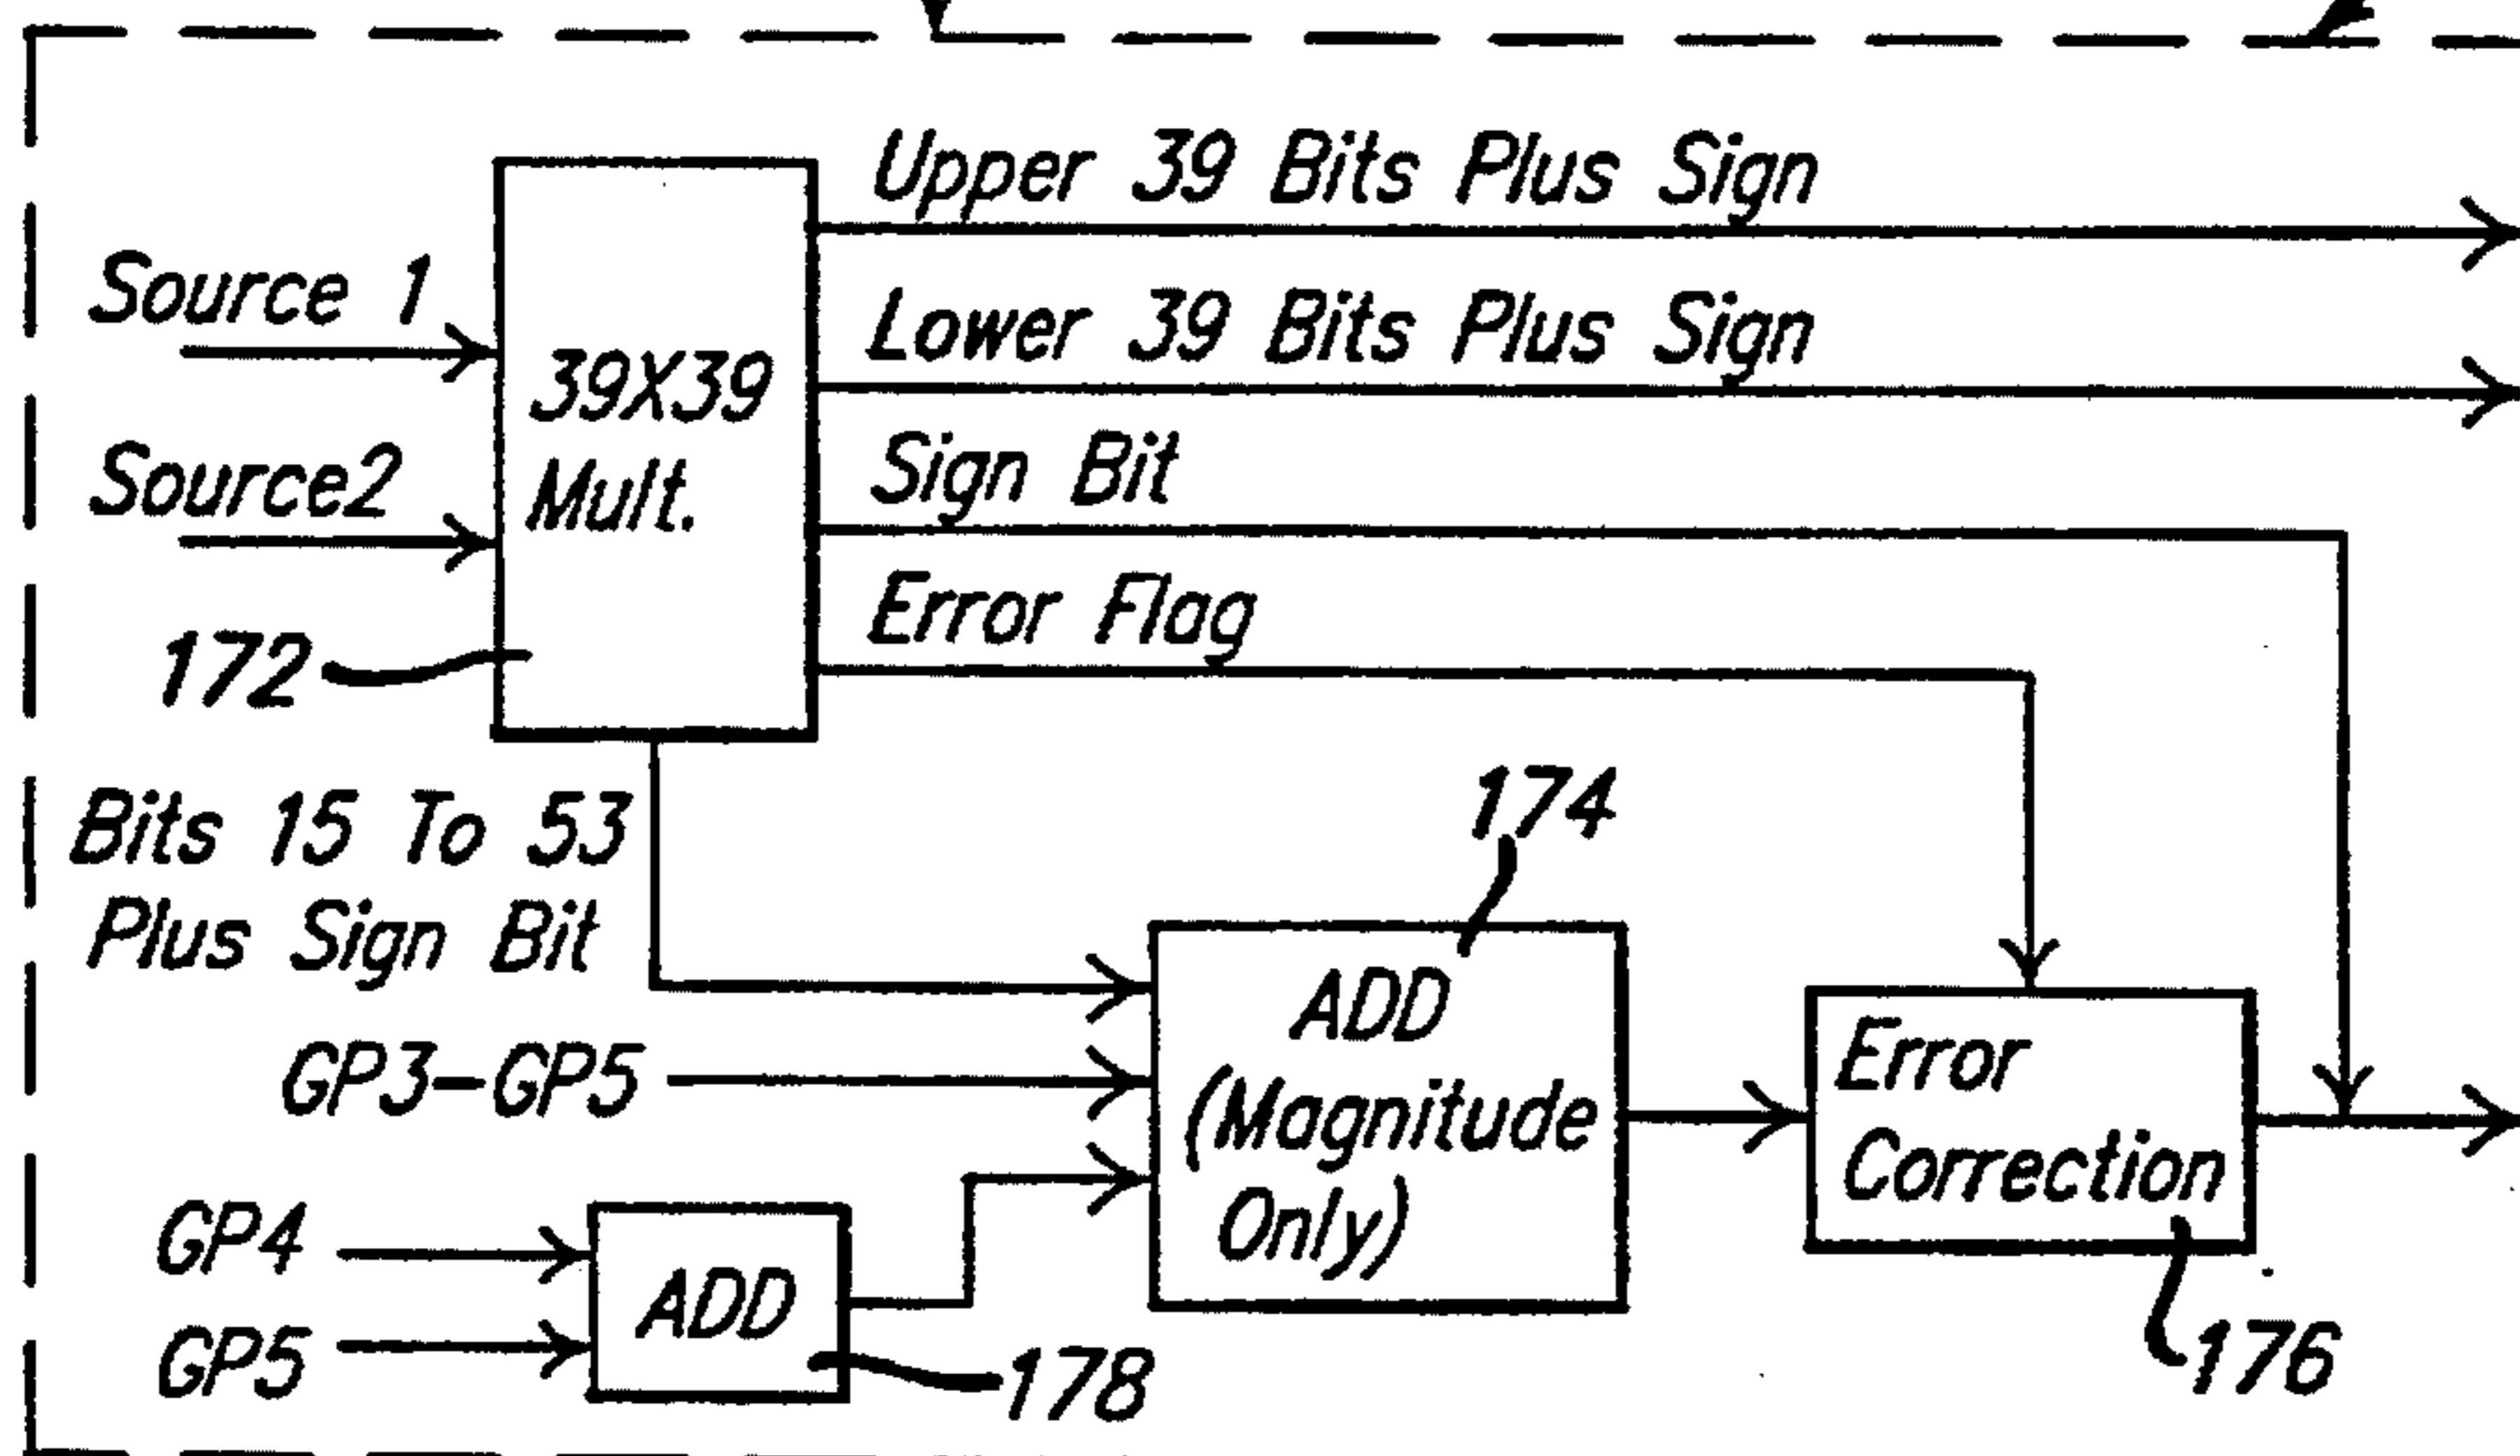 Upper 39 Bits Plus Sign
Source 1
Lower 39 Bits Plus Sign
39X39
Mult.
Source2
Sign Bit
Error Flag
172
Bits 15 To 53
Plus Sign Bit
174
ADD
(Magnitude
Only)
GP3-GP5
Error
Correction
GP4
GP5
ADD
178
176